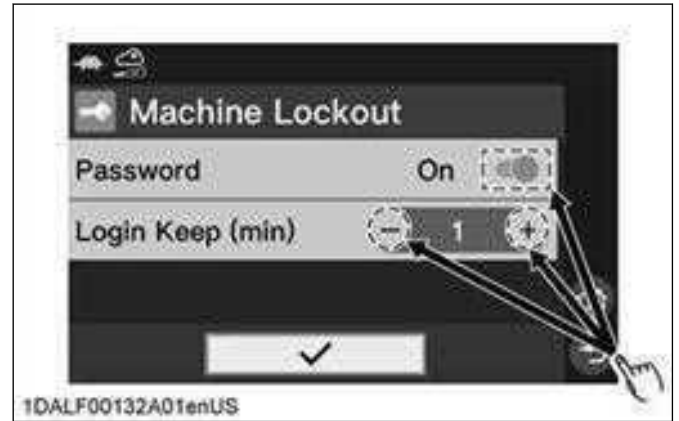 Machine Lockout
Password On
Login Keep (min) − 1 +
1DALF00132A01enUS